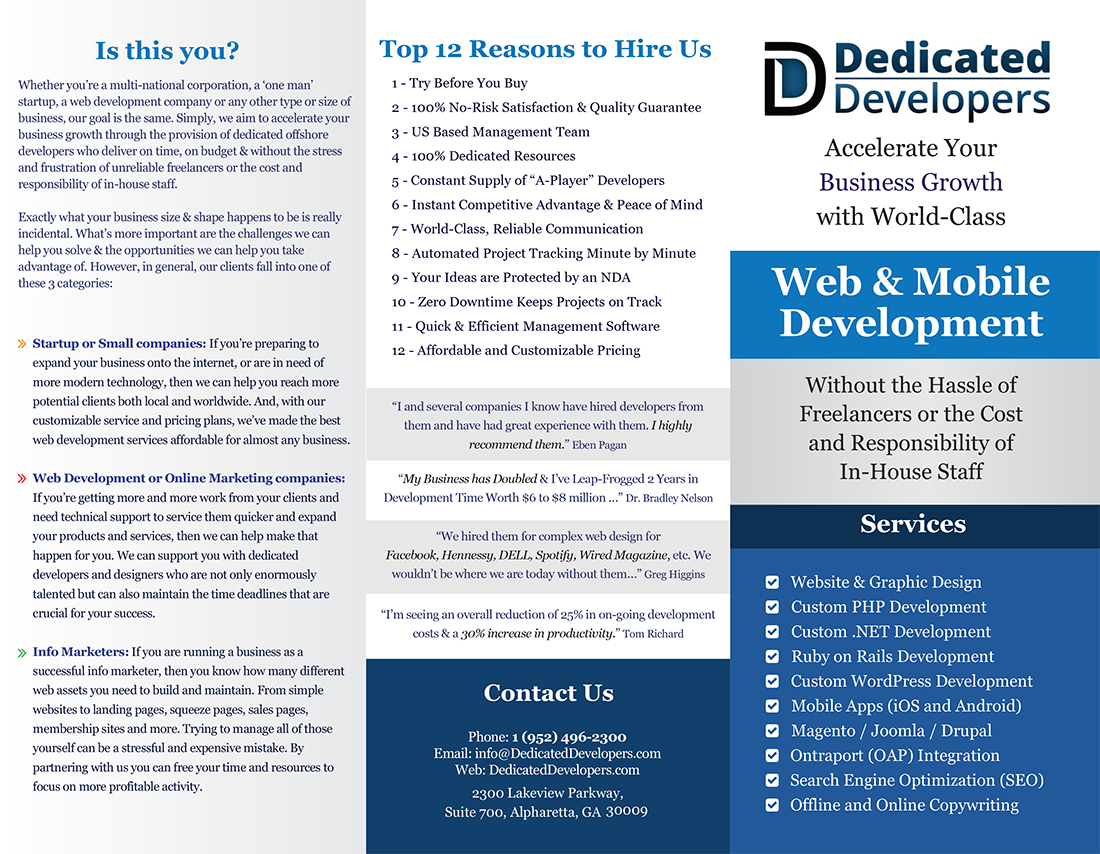 Is this you?
Whether you’re a multi-national corporation, a ‘one man’
startup, a web development company or any other type or size of
business, our goal is the same. Simply, we aim to accelerate your
business growth through the provision of dedicated offshore
developers who deliver on time, on budget & without the stress
and frustration of unreliable freelancers or the cost and
responsibility of in-house staff.
Exactly what your business size & shape happens to be is really
incidental. What’s more important are the challenges we can
help you solve & the opportunities we can help you take
advantage of. However, in general, our clients fall into one of
these 3 categories:
Startup or Small companies: If you’re preparing to
expand your business onto the internet, or are in need of
more modern technology, then we can help you reach more
potential clients both local and worldwide. And, with our
customizable service and pricing plans, we’ve made the best
web development services affordable for almost any business.
Web Development or Online Marketing companies:
If you’re getting more and more work from your clients and
need technical support to service them quicker and expand
your products and services, then we can help make that
happen for you. We can support you with dedicated
developers and designers who are not only enormously
talented but can also maintain the time deadlines that are
crucial for your success.
Info Marketers: If you are running a business as a
successful info marketer, then you know how many different
web assets you need to build and maintain. From simple
websites to landing pages, squeeze pages, sales pages,
membership sites and more. Trying to manage all of those
yourself can be a stressful and expensive mistake. By
partnering with us you can free your time and resources to
focus on more profitable activity.
Top 12 Reasons to Hire Us
1 - Try Before You Buy
2 - 100% No-Risk Satisfaction & Quality Guarantee
3 - US Based Management Team
4 - 100% Dedicated Resources
5 - Constant Supply of “A-Player” Developers
6 - Instant Competitive Advantage & Peace of Mind
7 - World-Class, Reliable Communication
8 - Automated Project Tracking Minute by Minute
9 - Your Ideas are Protected by an NDA
10 - Zero Downtime Keeps Projects on Track
11 - Quick & Efficient Management Software
12 - Affordable and Customizable Pricing
“I and several companies I know have hired developers from
them and have had great experience with them. I highly
recommend them.” Eben Pagan
“My Business has Doubled & I’ve Leap-Frogged 2 Years in
Development Time Worth $6 to $8 million ...” Dr. Bradley Nelson
“We hired them for complex web design for
Facebook, Hennessy, DELL, Spotify, Wired Magazine, etc. We
wouldn’t be where we are today without them...” Greg Higgins
“I’m seeing an overall reduction of 25% in on-going development
costs & a 30% increase in productivity.” Tom Richard
Contact Us
Phone: 1 (952) 496-2300
Email: info@DedicatedDevelopers.com
Web: DedicatedDevelopers.com
2300 Lakeview Parkway,
Suite 700, Alpharetta, GA 30009
D Dedicated
Developers
Accelerate Your
Business Growth
with World-Class
Web & Mobile
Development
Without the Hassle of
Freelancers or the Cost
and Responsibility of
In-House Staff
Services
Website & Graphic Design
Custom PHP Development
Custom .NET Development
Ruby on Rails Development
Custom WordPress Development
Mobile Apps (iOS and Android)
Magento / Joomla / Drupal
Ontraport (OAP) Integration
Search Engine Optimization (SEO)
Offline and Online Copywriting